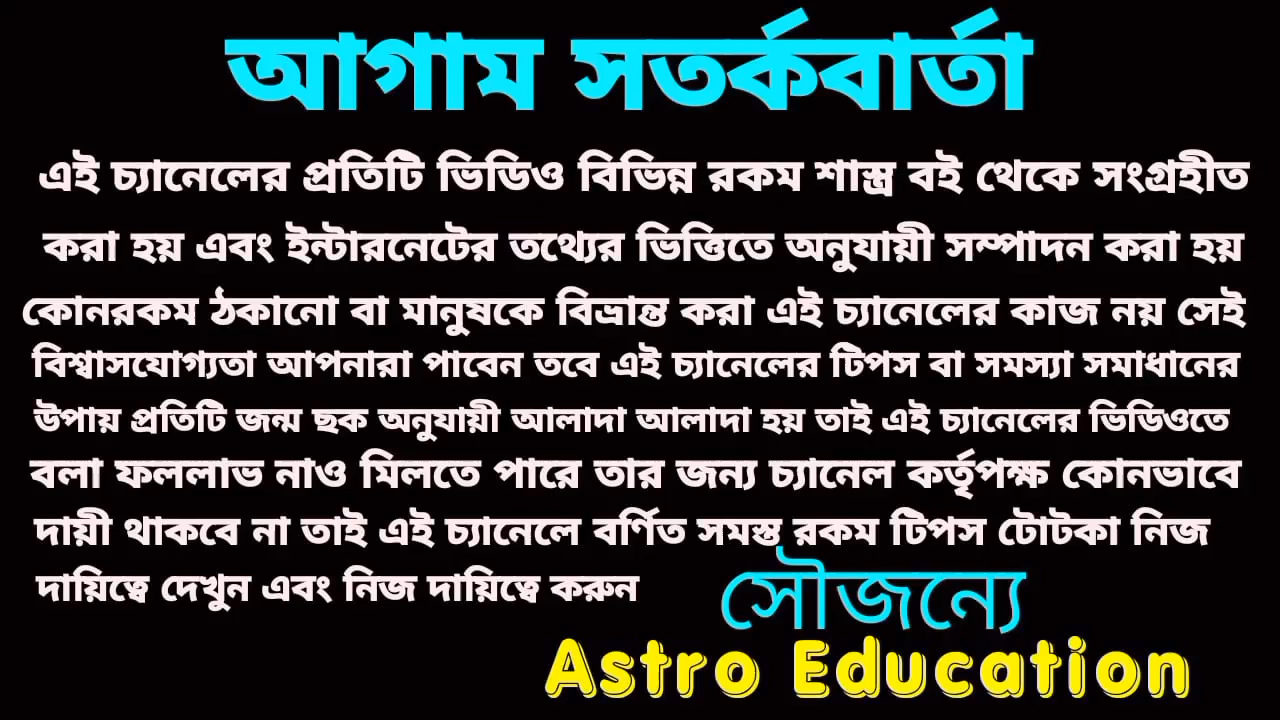 আগাম সতর্কবার্তা
এই চ্যানেলের প্রতিটি ভিডিও বিভিন্ন রকম শাস্ত্র বই থেকে সংগ্রহীত
করা হয় এবং ইন্টারনেটের তথ্যের ভিত্তিতে অনুযায়ী সম্পাদন করা হয়
কোনরকম ঠকানো বা মানুষকে বিভ্রান্ত করা এই চ্যানেলের কাজ নয় সেই
বিশ্বাসযোগ্যতা আপনারা পাবেন তবে এই চ্যানেলের টিপস বা সমস্যা সমাধানের
উপায় প্রতিটি জন্ম ছক অনুযায়ী আলাদা আলাদা হয় তাই এই চ্যানেলের ভিডিওতে
বলা ফললাভ নাও মিলতে পারে তার জন্য চ্যানেল কর্তৃপক্ষ কোনভাবে
দায়ী থাকবে না তাই এই চ্যানেলে বর্ণিত সমস্ত রকম টিপস টোটকা নিজ
দায়িত্বে দেখুন এবং নিজ দায়িত্বে করুন
সৌজন্যে
Astro Education